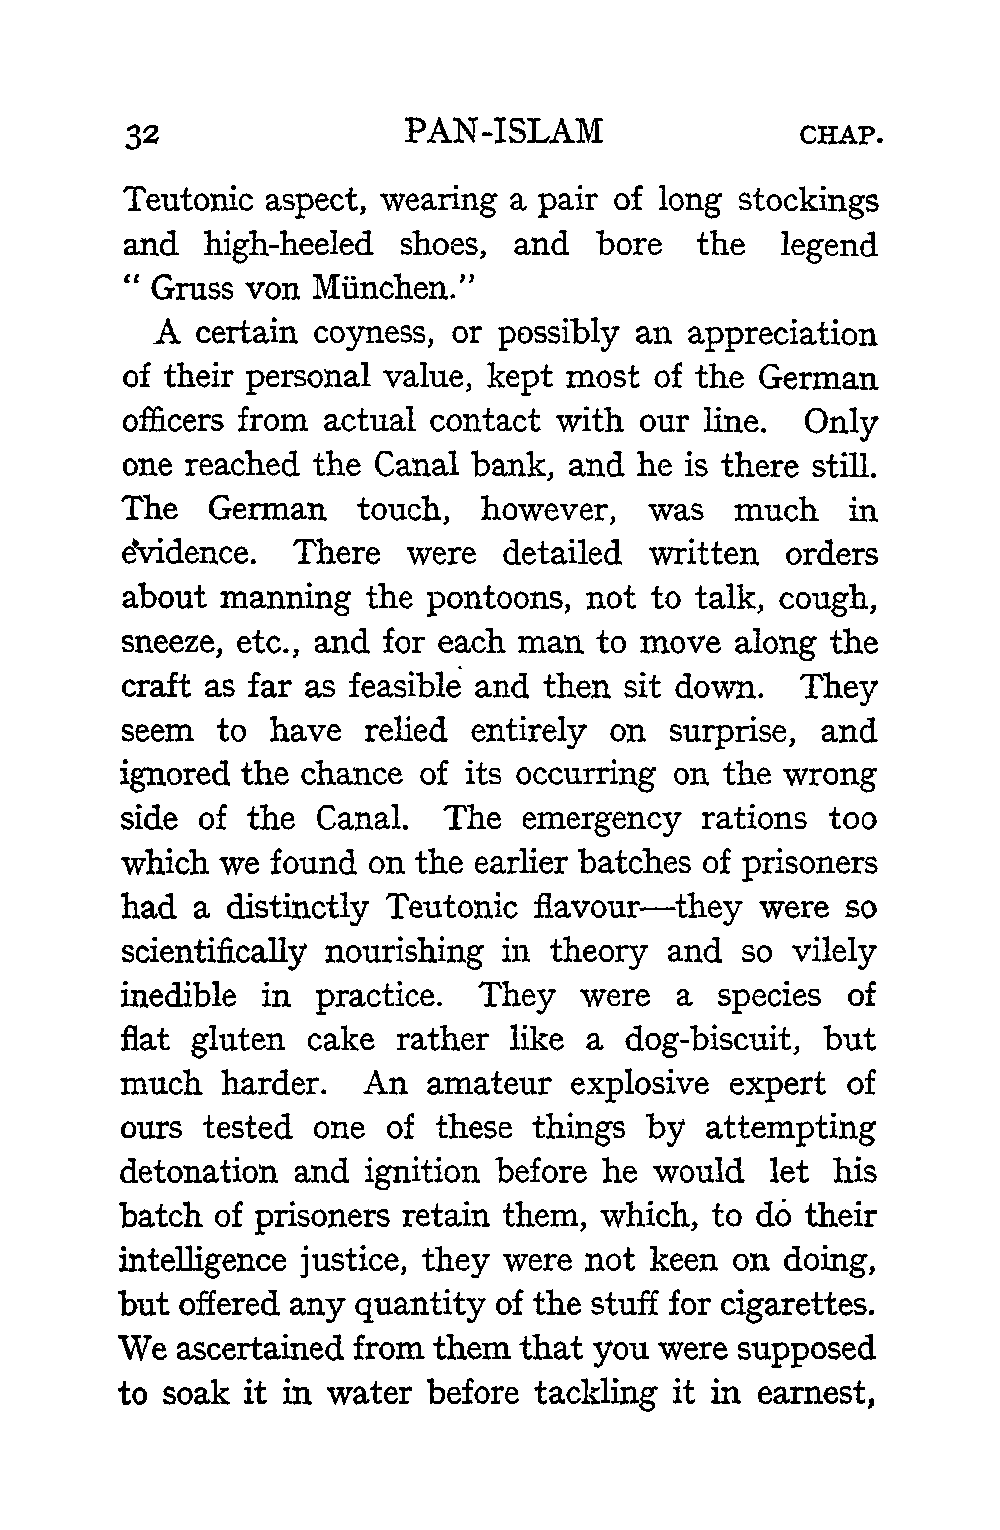 32 PAN-ISLAM CHAP.
Teutonic aspect, wearing a pair of long stockings
and high-heeled shoes, and bore the legend
“ Gruss von München.”
A certain coyness, or possibly an appreciation
of their personal value, kept most of the German
officers from actual contact with our line. Only
one reached the Canal bank, and he is there still.
The German touch, however, was much in
evidence. There were detailed written orders
about manning the pontoons, not to talk, cough,
sneeze, etc., and for each man to move along the
craft as far as feasible and then sit down. They
seem to have relied entirely on surprise, and
ignored the chance of its occurring on the wrong
side of the Canal. The emergency rations too
which we found on the earlier batches of prisoners
had a distinctly Teutonic flavour—they were so
scientifically nourishing in theory and so vilely
inedible in practice. They were a species of
flat gluten cake rather like a dog-biscuit, but
much harder. An amateur explosive expert of
ours tested one of these things by attempting
detonation and ignition before he would let his
batch of prisoners retain them, which, to do their
intelligence justice, they were not keen on doing,
but offered any quantity of the stuff for cigarettes.
We ascertained from them that you were supposed
to soak it in water before tackling it in earnest,